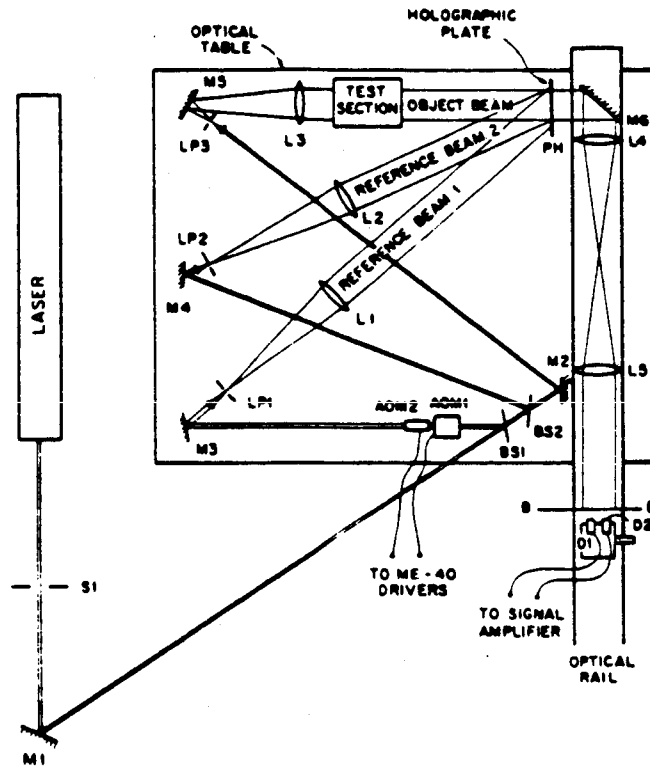 HOLOGRAPHIC
PLATE
OPTICAL
TABLE
M5
TEST
SECTION
OBJECT BEAM
M6
LP3
L3
PH
L4
REFERENCE BEAM 2
L2
REFERENCE BEAM 1
LP2
M4
L1
LASER
M2
L5
LP1
AOM2
AOM1
BS2
M3
BS1
B
D2
D1
S1
TO ME-40
DRIVERS
TO SIGNAL
AMPLIFIER
OPTICAL
RAIL
M1